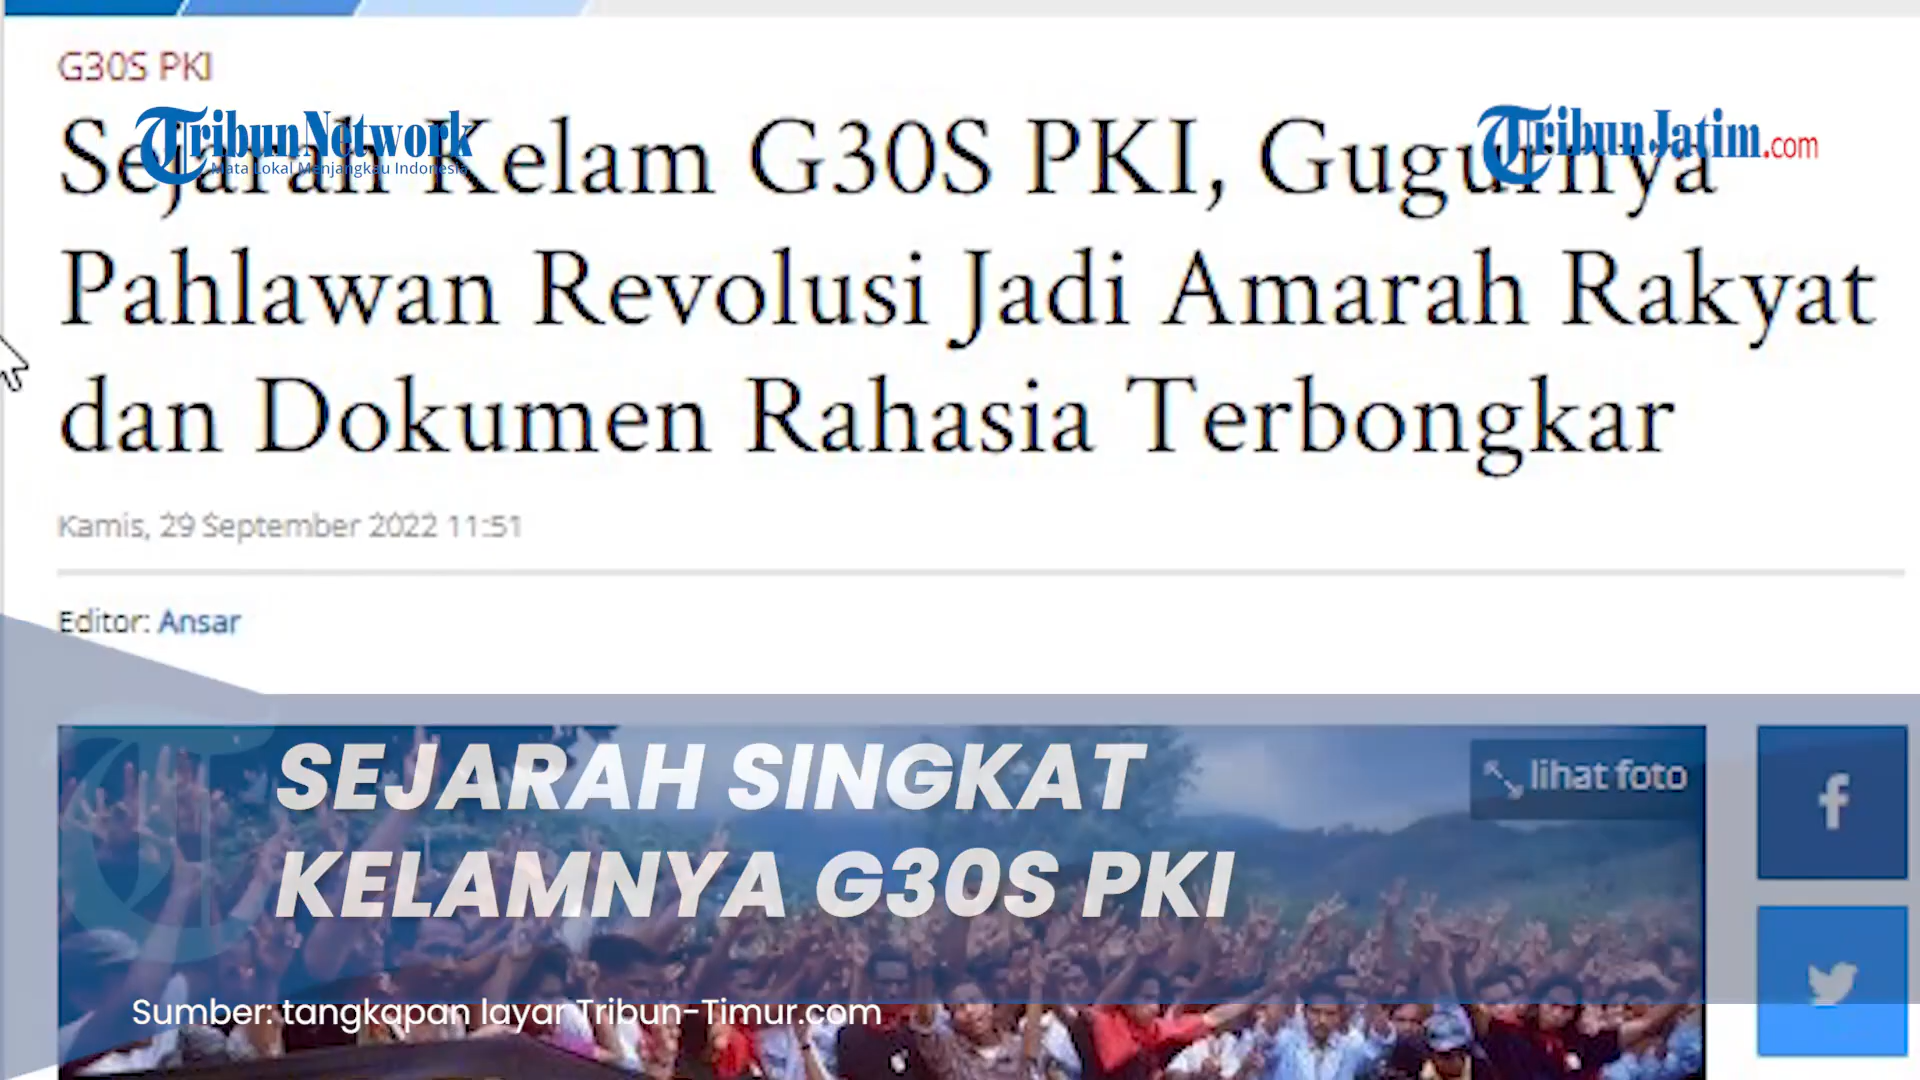 G30S PKI
TribunNetwork
Mata Lokal Menjangkau Indonesia
TribunJatim.com
Sejarah Kelam G30S PKI, Gugurnya
Pahlawan Revolusi Jadi Amarah Rakyat
dan Dokumen Rahasia Terbongkar
Kamis, 29 September 2022 11:51
Editor: Ansar
lihat foto
SEJARAH SINGKAT
KELAMNYA G30S PKI
Sumber: tangkapan layar Tribun-Timur.com